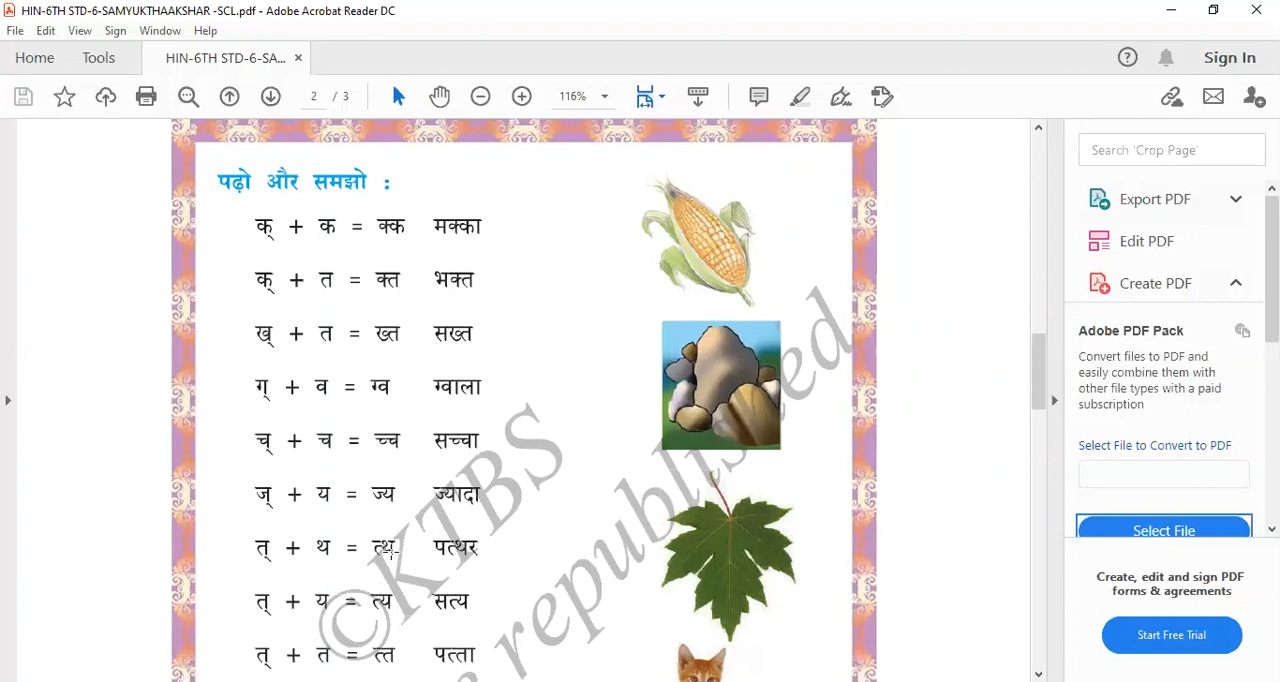 HIN-6TH STD-6-SAMYUKTHAAKSHAR -SCL.pdf - Adobe Acrobat Reader DC
File Edit View Sign Window Help
Home Tools HIN-6TH STD-6-SA... × Sign In
2 / 3 116%
पढ़ो और समझो :
क् + क = क्क मक्का
क् + त = क्त भक्त
ख् + त = ख्त सख्त
ग् + व = ग्व ग्वाला
च् + च = च्च सच्चा
ज् + य = ज्य ज्यादा
त् + थ = त्थ पत्थर
त् + य = त्य सत्य
त् + त = त्त पत्ता
©KTBS
e republished
Search 'Crop Page'
Export PDF
Edit PDF
Create PDF
Adobe PDF Pack
Convert files to PDF and
easily combine them with
other file types with a paid
subscription
Select File to Convert to PDF
Select File
Create, edit and sign PDF
forms & agreements
Start Free Trial